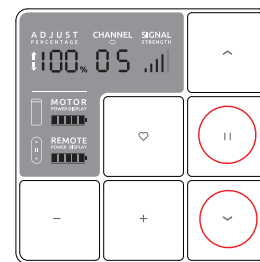 ADJUST CHANNEL SIGNAL
PERCENTAGE STRENGTH
100% 05
MOTOR
POWER DISPLAY
REMOTE
POWER DISPLAY
− +